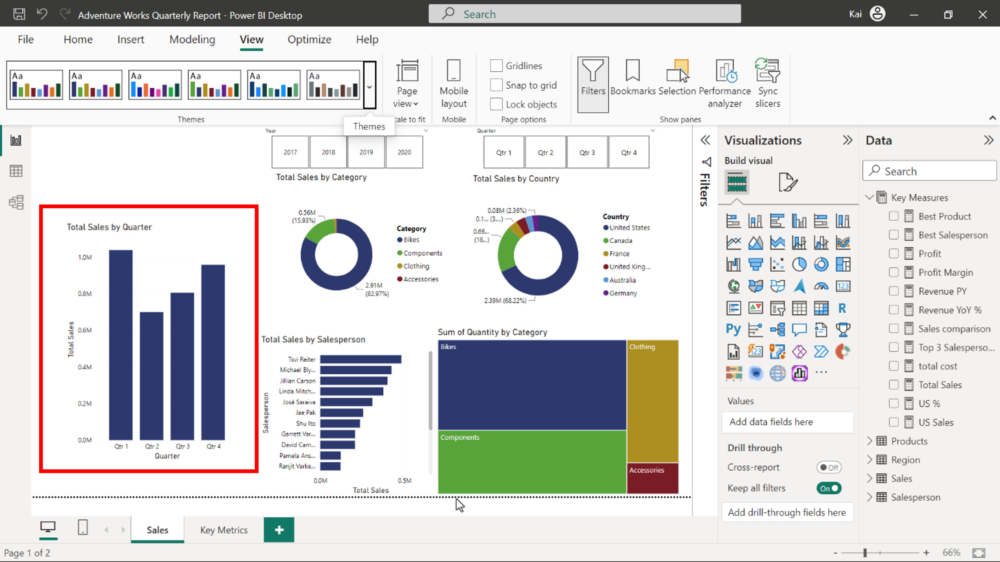 Adventure Works Quarterly Report - Power BI Desktop
Search
Kai
File Home Insert Modeling View Optimize Help
Aa Aa Aa Aa Aa Aa
Page view
Mobile layout
Gridlines
Snap to grid
Lock objects
Filters
Bookmarks
Selection
Performance analyzer
Sync slicers
Themes
cale to fit
Mobile
Page options
Show panes
Themes
Year
2017 2018 2019 2020
Quarter
Qtr 1 Qtr 2 Qtr 3 Qtr 4
Total Sales by Quarter
Total Sales
1.0M
0.8M
0.6M
0.4M
0.2M
0.0M
Qtr 1 Qtr 2 Qtr 3 Qtr 4
Quarter
Total Sales by Category
0.56M
(15.93%)
2.91M
(82.97%)
Category
Bikes
Components
Clothing
Accessories
Total Sales by Country
0.08M (2.36%)
0.1... (3....)
0.66...
(18...)
2.39M (68.22%)
Country
United States
Canada
France
United King...
Australia
Germany
Total Sales by Salesperson
Salesperson
Tsvi Reiter
Michael Bly...
Jillian Carson
Linda Mitch...
José Saraiva
Jae Pak
Shu Ito
Garrett Var...
David Cam...
Pamela Ans...
Ranjit Varke...
0.0M 0.5M
Total Sales
Sum of Quantity by Category
Bikes
Clothing
Components
Accessories
Filters
Visualizations
Build visual
123
R
Py
123
...
Values
Add data fields here
Drill through
Cross-report
Off
Keep all filters
On
Add drill-through fields here
Data
Search
Key Measures
Best Product
Best Salesperson
Profit
Profit Margin
Revenue PY
Revenue YoY %
Sales comparison
Top 3 Salesperso...
total cost
Total Sales
US %
US Sales
Products
Region
Sales
Salesperson
Sales
Key Metrics
+
Page 1 of 2
- + 66%